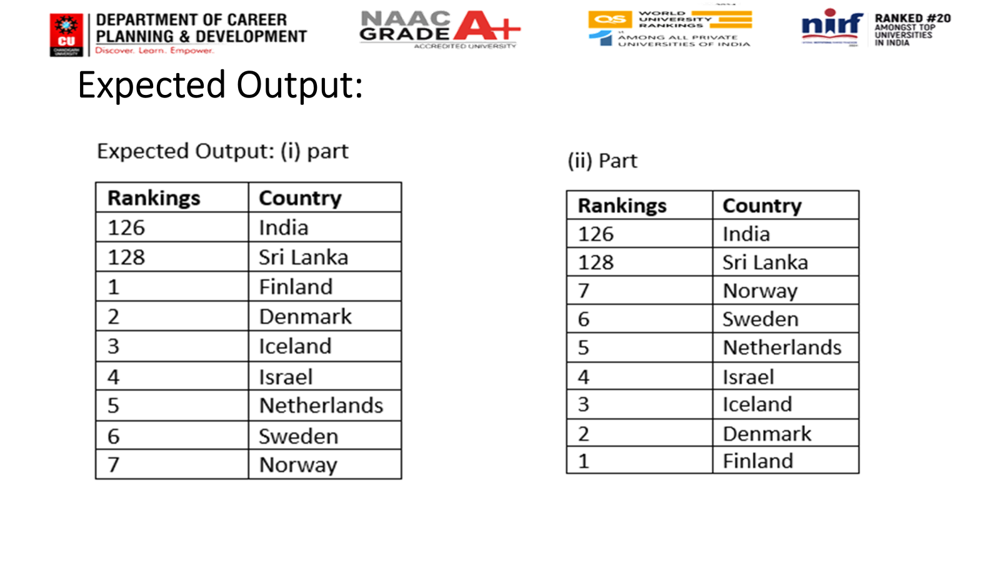 DEPARTMENT OF CAREER
PLANNING & DEVELOPMENT
Discover. Learn. Empower.
CU
CHANDIGARH
UNIVERSITY
NAAC
GRADE A+
ACCREDITED UNIVERSITY
QS WORLD
UNIVERSITY
RANKINGS
1st AMONG ALL PRIVATE
UNIVERSITIES OF INDIA
nirf
RANKED #20
AMONGST TOP
UNIVERSITIES
IN INDIA
Expected Output:
Expected Output: (i) part
Rankings Country
126 India
128 Sri Lanka
1 Finland
2 Denmark
3 Iceland
4 Israel
5 Netherlands
6 Sweden
7 Norway
(ii) Part
Rankings Country
126 India
128 Sri Lanka
7 Norway
6 Sweden
5 Netherlands
4 Israel
3 Iceland
2 Denmark
1 Finland